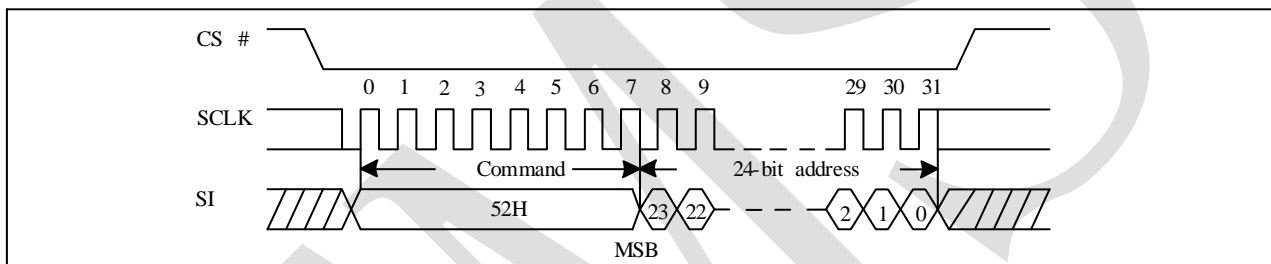 CS #
0 1 2 3 4 5 6 7 8 9 29 30 31
SCLK
Command 24-bit address
SI 52H 23 22 2 1 0
MSB